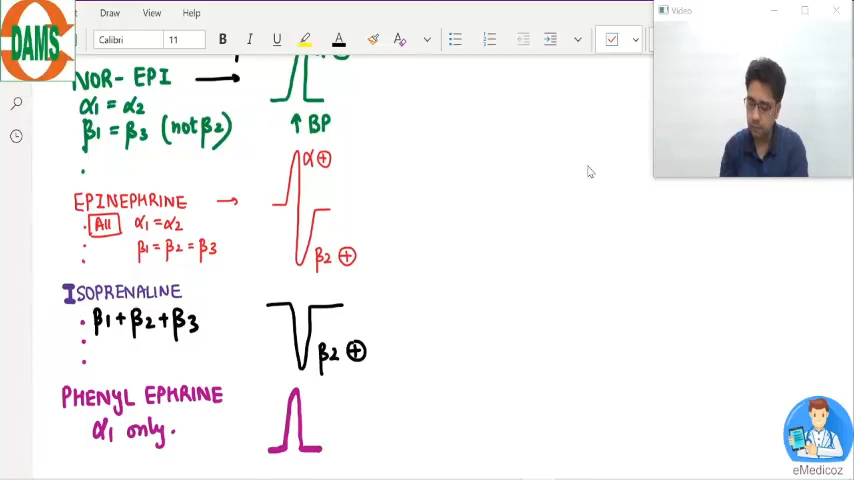 Draw View Help
Video
DAMS
Calibri 11 B I U A
NOR-EPI
α1 = α2
β1 = β3 (not β2)
↑ BP
α ⊕
EPINEPHRINE →
All α1 = α2
β1 = β2 = β3
β2 ⊕
ISOPRENALINE
β1 + β2 + β3
β2 ⊕
PHENYL EPHRINE
α1 only.
eMedicoz